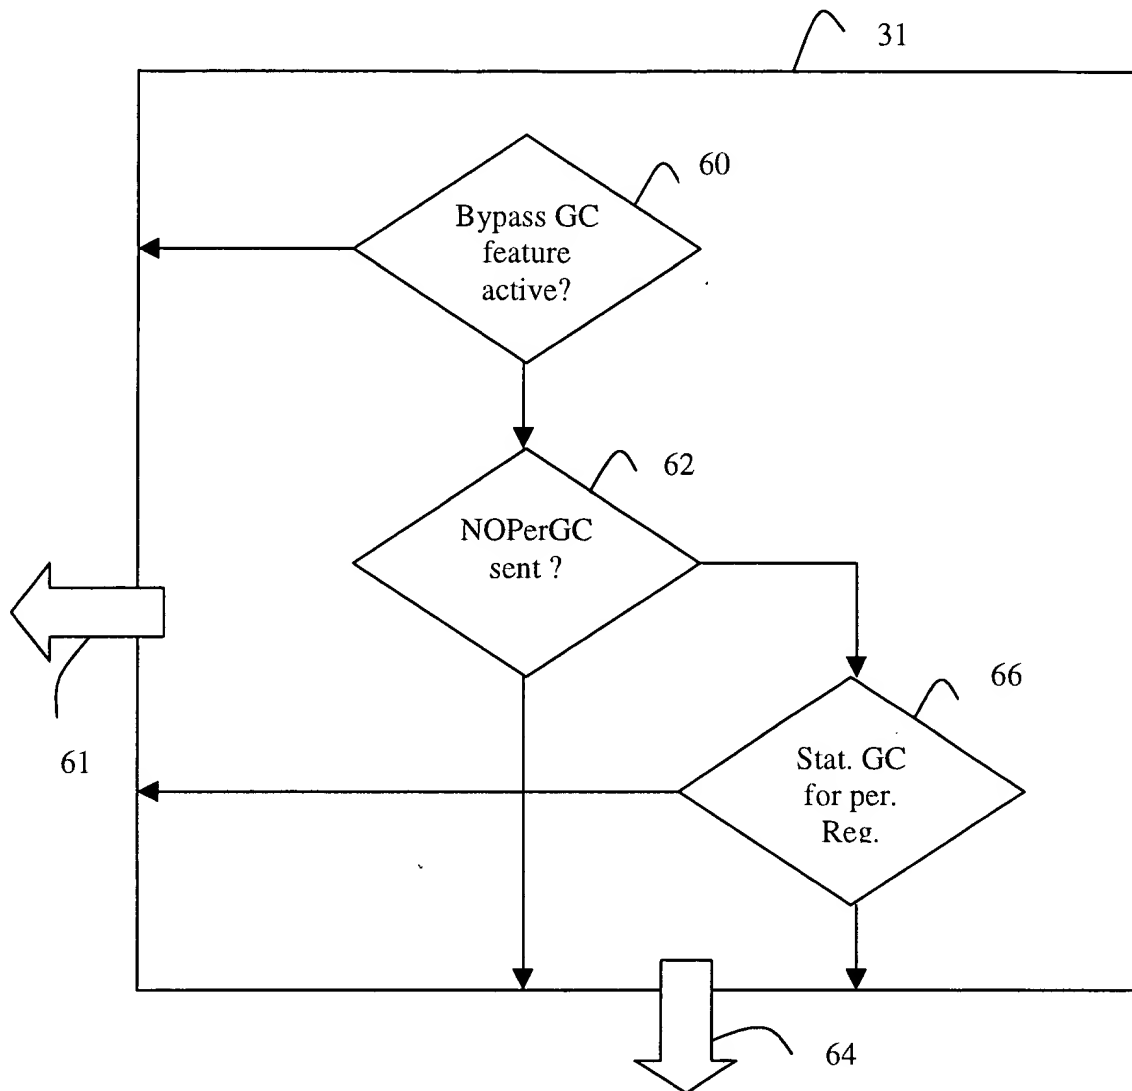 31
60
Bypass GC
feature
active?
62
NOPerGC
sent ?
66
Stat. GC
for per.
Reg.
61
64